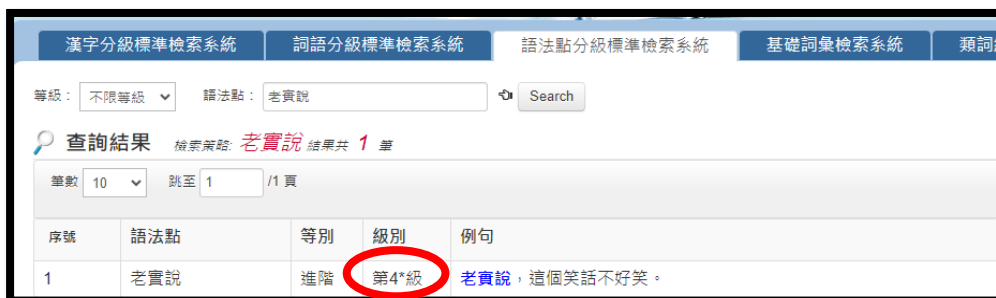 漢字分級標準檢索系統 詞語分級標準檢索系統 語法點分級標準檢索系統 基礎詞彙檢索系統
等級： 不限等級 語法點： 老實說 Search
查詢結果 檢索策略: 老實說 結果共 1 筆
筆數 10 跳至 1 /1 頁
序號 語法點 等別 級別 例句
1 老實說 進階 第4*級 老實說，這個笑話不好笑。